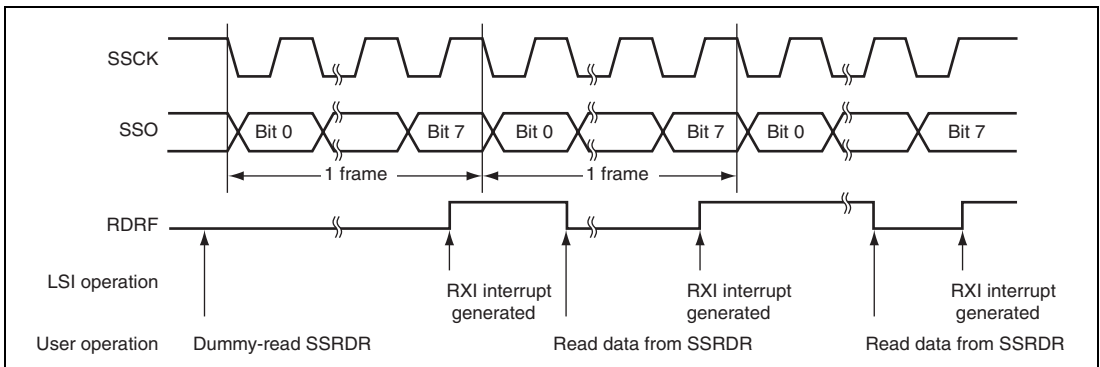 SSCK
SSO
Bit 0
Bit 7
Bit 0
Bit 7
Bit 0
Bit 7
1 frame
1 frame
RDRF
LSI operation
RXI interrupt
generated
RXI interrupt
generated
RXI interrupt
generated
User operation
Dummy-read SSRDR
Read data from SSRDR
Read data from SSRDR